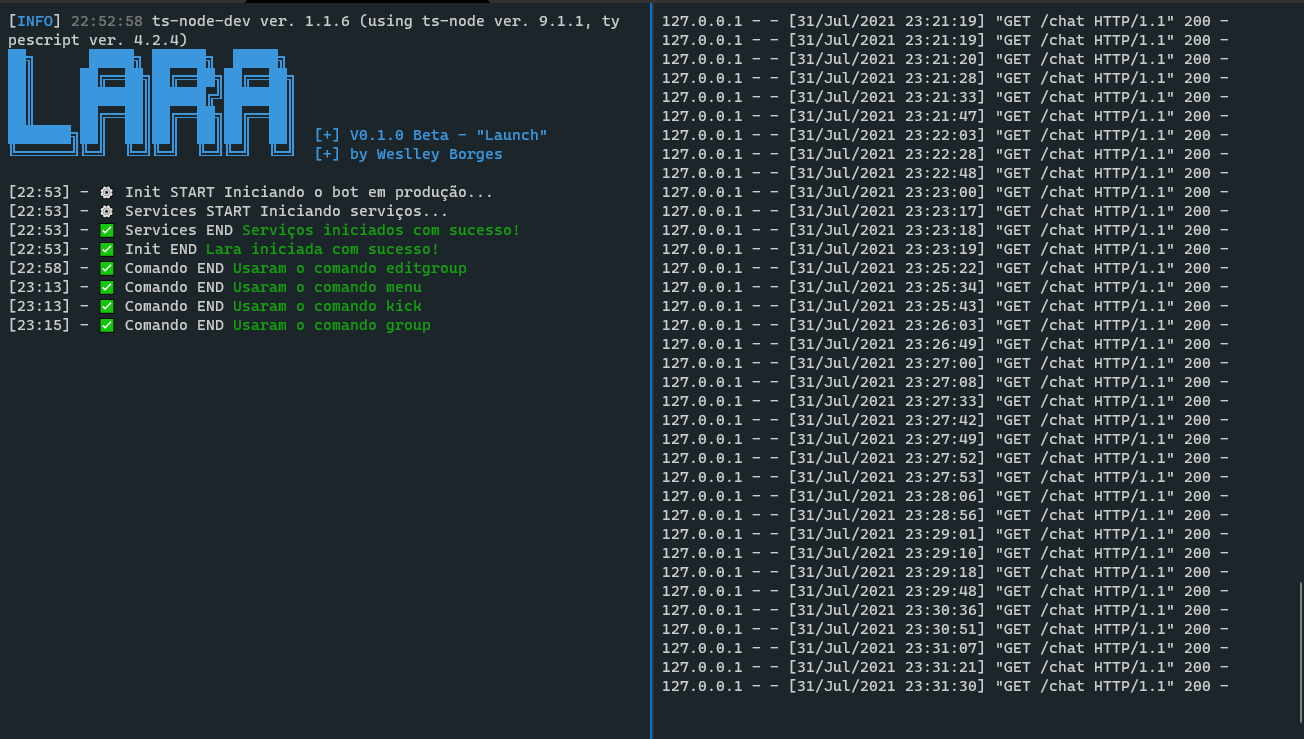 [INFO] 22:52:58 ts-node-dev ver. 1.1.6 (using ts-node ver. 9.1.1, ty
pescript ver. 4.2.4)
LARA
[+] V0.1.0 Beta - "Launch"
[+] by Weslley Borges
[22:53] - ⚙ Init START Iniciando o bot em produção...
[22:53] - ⚙ Services START Iniciando serviços...
[22:53] - ✅ Services END Serviços iniciados com sucesso!
[22:53] - ✅ Init END Lara iniciada com sucesso!
[22:58] - ✅ Comando END Usaram o comando editgroup
[23:13] - ✅ Comando END Usaram o comando menu
[23:13] - ✅ Comando END Usaram o comando kick
[23:15] - ✅ Comando END Usaram o comando group
127.0.0.1 - - [31/Jul/2021 23:21:19] "GET /chat HTTP/1.1" 200 -
127.0.0.1 - - [31/Jul/2021 23:21:19] "GET /chat HTTP/1.1" 200 -
127.0.0.1 - - [31/Jul/2021 23:21:20] "GET /chat HTTP/1.1" 200 -
127.0.0.1 - - [31/Jul/2021 23:21:28] "GET /chat HTTP/1.1" 200 -
127.0.0.1 - - [31/Jul/2021 23:21:33] "GET /chat HTTP/1.1" 200 -
127.0.0.1 - - [31/Jul/2021 23:21:47] "GET /chat HTTP/1.1" 200 -
127.0.0.1 - - [31/Jul/2021 23:22:03] "GET /chat HTTP/1.1" 200 -
127.0.0.1 - - [31/Jul/2021 23:22:28] "GET /chat HTTP/1.1" 200 -
127.0.0.1 - - [31/Jul/2021 23:22:48] "GET /chat HTTP/1.1" 200 -
127.0.0.1 - - [31/Jul/2021 23:23:00] "GET /chat HTTP/1.1" 200 -
127.0.0.1 - - [31/Jul/2021 23:23:17] "GET /chat HTTP/1.1" 200 -
127.0.0.1 - - [31/Jul/2021 23:23:18] "GET /chat HTTP/1.1" 200 -
127.0.0.1 - - [31/Jul/2021 23:23:19] "GET /chat HTTP/1.1" 200 -
127.0.0.1 - - [31/Jul/2021 23:25:22] "GET /chat HTTP/1.1" 200 -
127.0.0.1 - - [31/Jul/2021 23:25:34] "GET /chat HTTP/1.1" 200 -
127.0.0.1 - - [31/Jul/2021 23:25:43] "GET /chat HTTP/1.1" 200 -
127.0.0.1 - - [31/Jul/2021 23:26:03] "GET /chat HTTP/1.1" 200 -
127.0.0.1 - - [31/Jul/2021 23:26:49] "GET /chat HTTP/1.1" 200 -
127.0.0.1 - - [31/Jul/2021 23:27:00] "GET /chat HTTP/1.1" 200 -
127.0.0.1 - - [31/Jul/2021 23:27:08] "GET /chat HTTP/1.1" 200 -
127.0.0.1 - - [31/Jul/2021 23:27:33] "GET /chat HTTP/1.1" 200 -
127.0.0.1 - - [31/Jul/2021 23:27:42] "GET /chat HTTP/1.1" 200 -
127.0.0.1 - - [31/Jul/2021 23:27:49] "GET /chat HTTP/1.1" 200 -
127.0.0.1 - - [31/Jul/2021 23:27:52] "GET /chat HTTP/1.1" 200 -
127.0.0.1 - - [31/Jul/2021 23:27:53] "GET /chat HTTP/1.1" 200 -
127.0.0.1 - - [31/Jul/2021 23:28:06] "GET /chat HTTP/1.1" 200 -
127.0.0.1 - - [31/Jul/2021 23:28:56] "GET /chat HTTP/1.1" 200 -
127.0.0.1 - - [31/Jul/2021 23:29:01] "GET /chat HTTP/1.1" 200 -
127.0.0.1 - - [31/Jul/2021 23:29:10] "GET /chat HTTP/1.1" 200 -
127.0.0.1 - - [31/Jul/2021 23:29:18] "GET /chat HTTP/1.1" 200 -
127.0.0.1 - - [31/Jul/2021 23:29:48] "GET /chat HTTP/1.1" 200 -
127.0.0.1 - - [31/Jul/2021 23:30:36] "GET /chat HTTP/1.1" 200 -
127.0.0.1 - - [31/Jul/2021 23:30:51] "GET /chat HTTP/1.1" 200 -
127.0.0.1 - - [31/Jul/2021 23:31:07] "GET /chat HTTP/1.1" 200 -
127.0.0.1 - - [31/Jul/2021 23:31:21] "GET /chat HTTP/1.1" 200 -
127.0.0.1 - - [31/Jul/2021 23:31:30] "GET /chat HTTP/1.1" 200 -